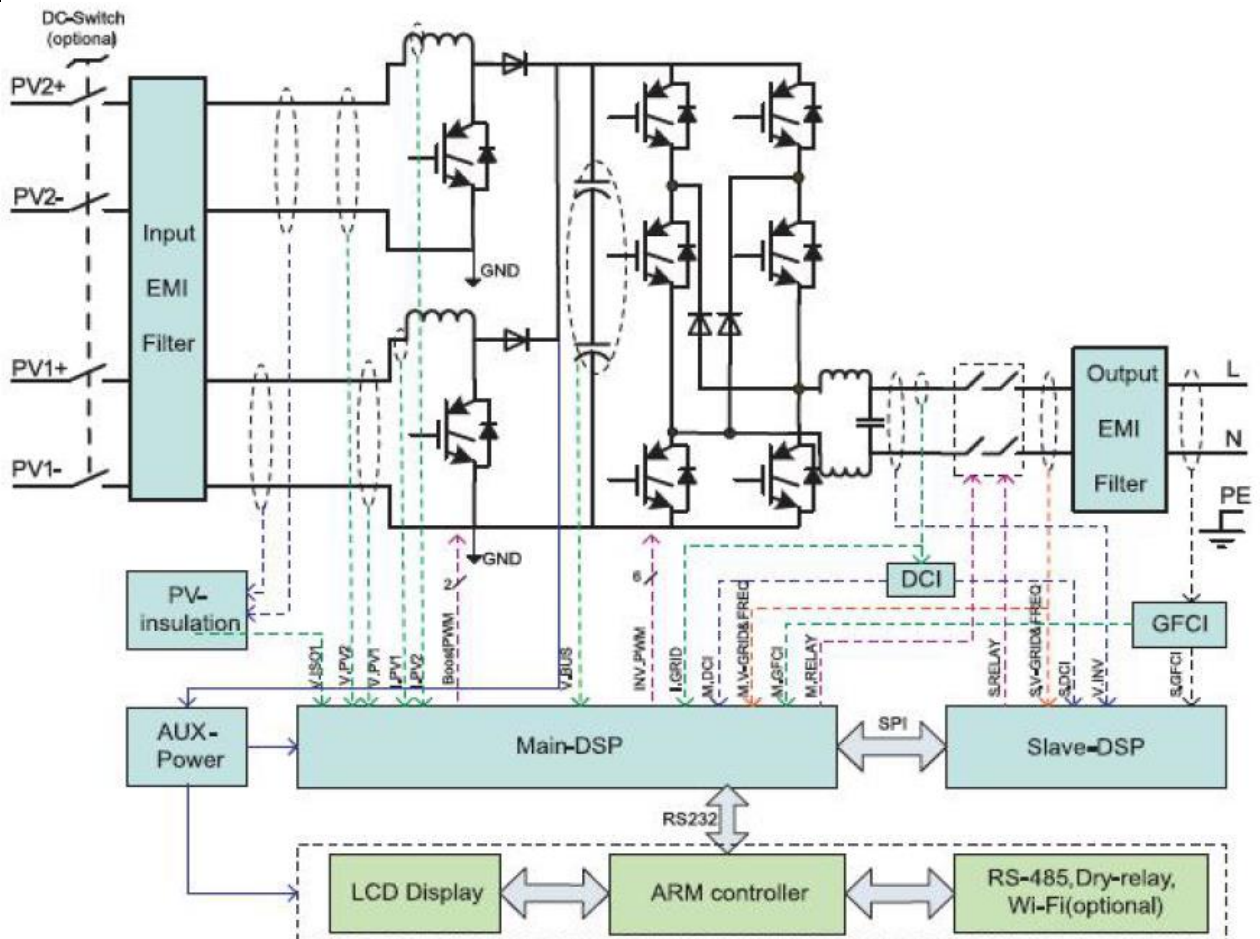 DC-Switch
(optional)
PV2+
PV2-
PV1+
PV1-
Input
EMI
Filter
GND
GND
Output
EMI
Filter
L
N
PE
PV-
insulation
DCI
GFCI
V-ISO1
V.PV2
V.PV1
I.PV1
I.PV2
2
BoostPWM
V.BUS
6
INV.PWM
I.GRID
M.DCI
M.V-GRID&FREQ
M.GFCI
M.RELAY
S.RELAY
S.V-GRID&FREQ
S.DCI
V.INV
S.GFCI
AUX-
Power
Main-DSP
SPI
Slave-DSP
RS232
LCD Display
ARM controller
RS-485,Dry-relay,
Wi-Fi(optional)